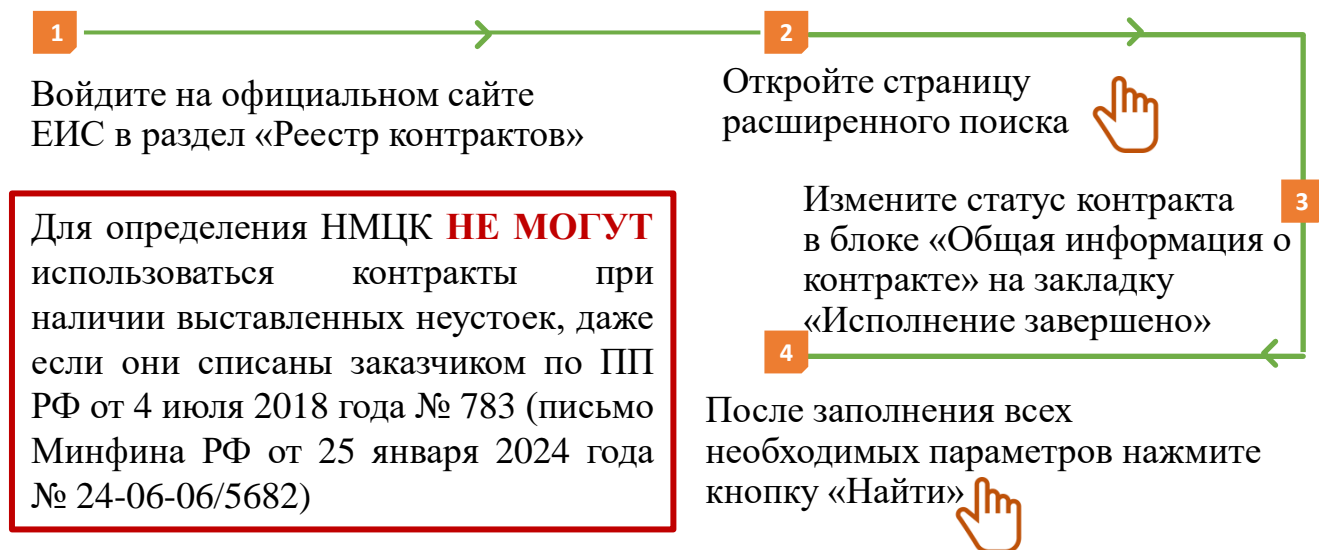 1
Войдите на официальном сайте
ЕИС в раздел «Реестр контрактов»
2
Откройте страницу
расширенного поиска
3
Измените статус контракта
в блоке «Общая информация о
контракте» на закладку
«Исполнение завершено»
4
После заполнения всех
необходимых параметров нажмите
кнопку «Найти»
Для определения НМЦК НЕ МОГУТ
использоваться контракты при
наличии выставленных неустоек, даже
если они списаны заказчиком по ПП
РФ от 4 июля 2018 года № 783 (письмо
Минфина РФ от 25 января 2024 года
№ 24-06-06/5682)